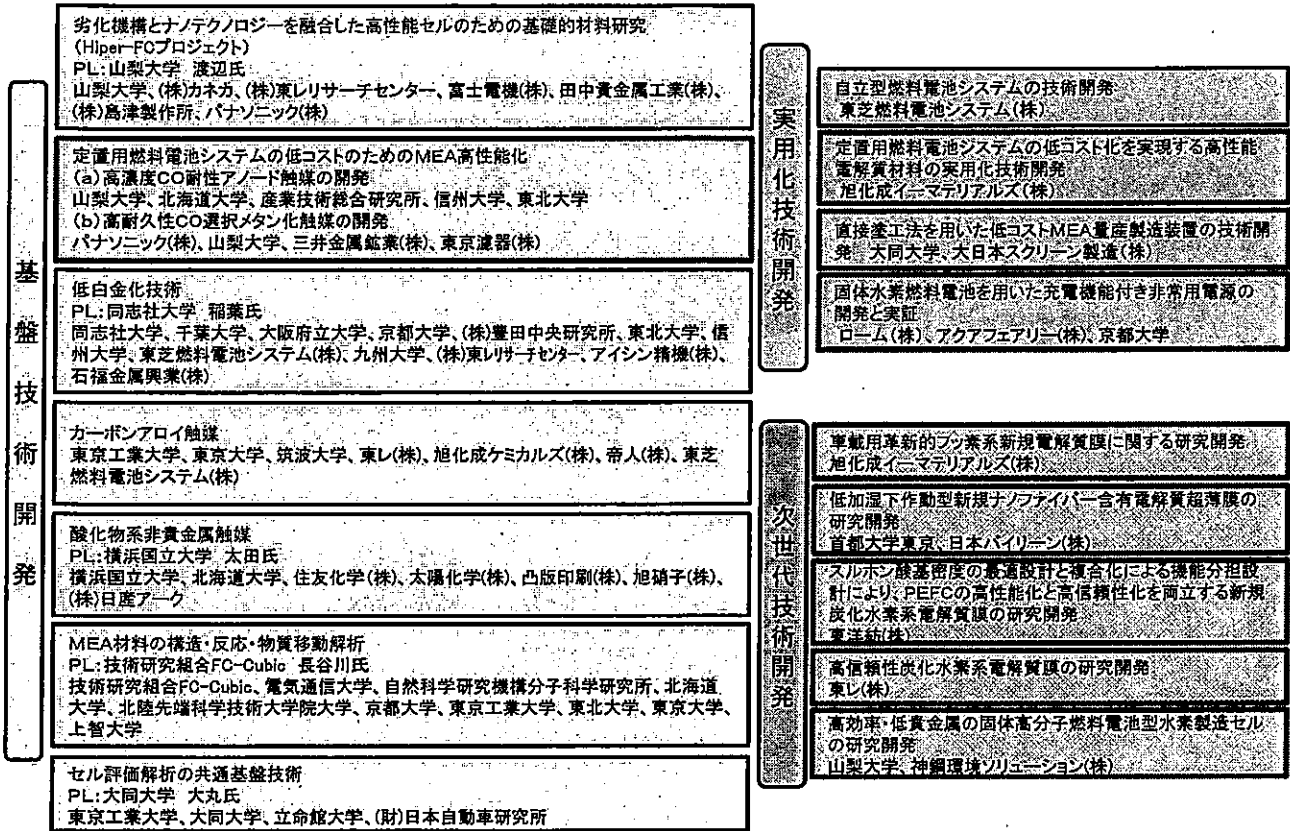 基盤技術開発
劣化機構とナノテクノロジーを融合した高性能セルのための基礎的材料研究
(Hiper-FCプロジェクト)
PL:山梨大学 渡辺氏
山梨大学、(株)カネカ、(株)東レリサーチセンター、富士電機(株)、田中貴金属工業(株)、
(株)島津製作所、パナソニック(株)
定置用燃料電池システムの低コストのためのMEA高性能化
(a)高濃度CO耐性アノード触媒の開発
山梨大学、北海道大学、産業技術総合研究所、信州大学、東北大学
(b)高耐久性CO選択メタン化触媒の開発
パナソニック(株)、山梨大学、三井金属鉱業(株)、東京濾器(株)
低白金化技術
PL:同志社大学 稲葉氏
同志社大学、千葉大学、大阪府立大学、京都大学、(株)豊田中央研究所、東北大学、信
州大学、東芝燃料電池システム(株)、九州大学、(株)東レリサーチセンター、アイシン精機(株)、
石福金属興業(株)
カーボンアロイ触媒
東京工業大学、東京大学、筑波大学、東レ(株)、旭化成ケミカルズ(株)、帝人(株)、東芝
燃料電池システム(株)
酸化物系非貴金属触媒
PL:横浜国立大学 太田氏
横浜国立大学、北海道大学、住友化学(株)、太陽化学(株)、凸版印刷(株)、旭硝子(株)、
(株)日産アーク
MEA材料の構造・反応・物質移動解析
PL:技術研究組合FC-Cubic 長谷川氏
技術研究組合FC-Cubic、電気通信大学、自然科学研究機構分子科学研究所、北海道
大学、北陸先端科学技術大学院大学、京都大学、東京工業大学、東北大学、東京大学、
上智大学
セル評価解析の共通基盤技術
PL:大同大学 大丸氏
東京工業大学、大同大学、立命館大学、(財)日本自動車研究所
実用化技術開発
自立型燃料電池システムの技術開発
東芝燃料電池システム(株)
定置用燃料電池システムの低コスト化を実現する高性能
電解質材料の実用化技術開発
旭化成イーマテリアルズ(株)
直接塗工法を用いた低コストMEA量産製造装置の技術開
発 大同大学、大日本スクリーン製造(株)
固体水素燃料電池を用いた充電機能付き非常用電源の
開発と実証
ローム(株)、アクアフェアリー(株)、京都大学
次世代技術開発
車載用革新的フッ素系新規電解質膜に関する研究開発
旭化成イーマテリアルズ(株)
低加湿下作動型新規ナノファイバー含有電解質超薄膜の
研究開発
首都大学東京、日本バイリーン(株)
スルホン酸基密度の最適設計と複合化による機能分担設
計により、PEFCの高性能化と高信頼性化を両立する新規
炭化水素系電解質膜の研究開発
東洋紡(株)
高信頼性炭化水素系電解質膜の研究開発
東レ(株)
高効率・低貴金属の固体高分子燃料電池型水素製造セル
の研究開発
山梨大学、神鋼環境ソリューション(株)